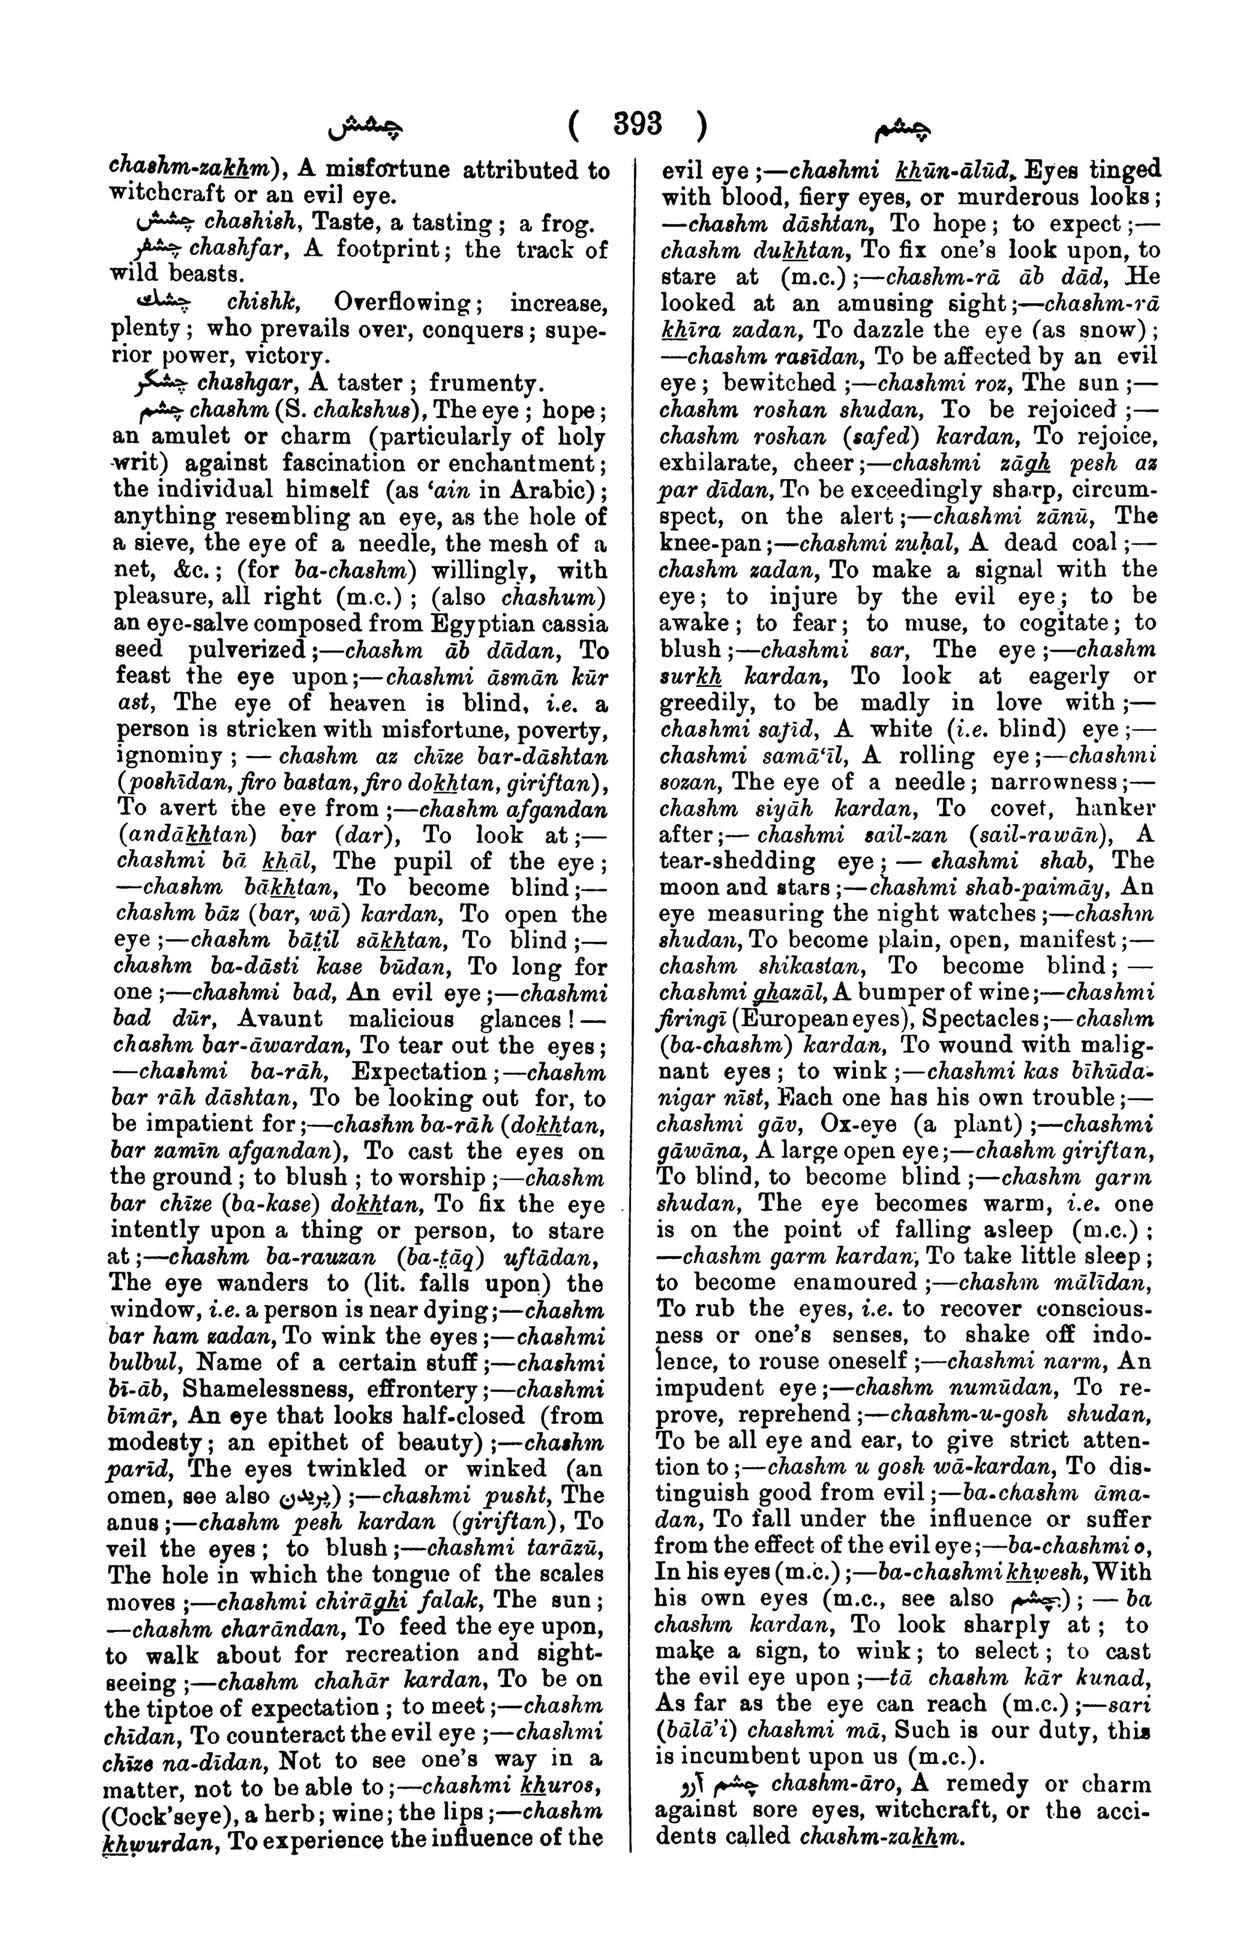 چشش ( 393 ) چشم
chashm-zakhm), A misfortune attributed to
witchcraft or an evil eye.
چشش chashish, Taste, a tasting; a frog.
چشفر chashfar, A footprint; the track of
wild beasts.
چشك chishk, Overflowing; increase,
plenty; who prevails over, conquers; supe-
rior power, victory.
چشگر chashgar, A taster; frumenty.
چشم chashm (S. chakshus), The eye; hope;
an amulet or charm (particularly of holy
writ) against fascination or enchantment;
the individual himself (as ‘ain in Arabic);
anything resembling an eye, as the hole of
a sieve, the eye of a needle, the mesh of a
net, &c.; (for ba-chashm) willingly, with
pleasure, all right (m.c.); (also chashum)
an eye-salve composed from Egyptian cassia
seed pulverized;—chashm āb dādan, To
feast the eye upon;—chashmi āsmān kūr
ast, The eye of heaven is blind, i.e. a
person is stricken with misfortune, poverty,
ignominy; — chashm az chīze bar-dāshtan
(poshīdan, firo bastan, firo dokhtan, giriftan),
To avert the eye from;—chashm afgandan
(andākhtan) bar (dar), To look at;—
chashmi bā khāl, The pupil of the eye;
—chashm bākhtan, To become blind;—
chashm bāz (bar, wā) kardan, To open the
eye;—chashm bāt̤il sākhtan, To blind;—
chashm ba-dāsti kase būdan, To long for
one;—chashmi bad, An evil eye;—chashmi
bad dūr, Avaunt malicious glances!—
chashm bar-āwardan, To tear out the eyes;
—chashmi ba-rāh, Expectation;—chashm
bar rāh dāshtan, To be looking out for, to
be impatient for;—chashm ba-rāh (dokhtan,
bar zamīn afgandan), To cast the eyes on
the ground; to blush; to worship;—chashm
bar chīze (ba-kase) dokhtan, To fix the eye
intently upon a thing or person, to stare
at;—chashm ba-rauzan (ba-t̤āq) uftādan,
The eye wanders to (lit. falls upon) the
window, i.e. a person is near dying;—chashm
bar ham zadan, To wink the eyes;—chashmi
bulbul, Name of a certain stuff;—chashmi
bī-āb, Shamelessness, effrontery;—chashmi
bīmār, An eye that looks half-closed (from
modesty; an epithet of beauty);—chashm
parīd, The eyes twinkled or winked (an
omen, see also پریدن);—chashmi pusht, The
anus;—chashm pesh kardan (giriftan), To
veil the eyes; to blush;—chashmi tarāzū,
The hole in which the tongue of the scales
moves;—chashmi chirāghi falak, The sun;
—chashm charāndan, To feed the eye upon,
to walk about for recreation and sight-
seeing;—chashm chahār kardan, To be on
the tiptoe of expectation; to meet;—chashm
chīdan, To counteract the evil eye;—chashmi
chīze na-dīdan, Not to see one's way in a
matter, not to be able to;—chashmi khuros,
(Cock'seye), a herb; wine; the lips;—chashm
khẉurdan, To experience the influence of the
evil eye;—chashmi khūn-ālūd, Eyes tinged
with blood, fiery eyes, or murderous looks;
—chashm dāshtan, To hope; to expect;—
chashm dukhtan, To fix one's look upon, to
stare at (m.c.);—chashm-rā āb dād, He
looked at an amusing sight;—chashm-rā
khīra zadan, To dazzle the eye (as snow);
—chashm rasīdan, To be affected by an evil
eye; bewitched;—chashmi roz, The sun;—
chashm roshan shudan, To be rejoiced;—
chashm roshan (safed) kardan, To rejoice,
exhilarate, cheer;—chashmi zāgh pesh az
par dīdan, To be exceedingly sharp, circum-
spect, on the alert;—chashmi zānū, The
knee-pan;—chashmi zuḥal, A dead coal;—
chashm zadan, To make a signal with the
eye; to injure by the evil eye; to be
awake; to fear; to muse, to cogitate; to
blush;—chashmi sar, The eye;—chashm
surkh kardan, To look at eagerly or
greedily, to be madly in love with;—
chashmi safīd, A white (i.e. blind) eye;—
chashmi samā‘īl, A rolling eye;—chashmi
sozan, The eye of a needle; narrowness;—
chashm siyāh kardan, To covet, hanker
after;— chashmi sail-zan (sail-rawān), A
tear-shedding eye; — chashmi shab, The
moon and stars;—chashmi shab-paimāy, An
eye measuring the night watches;—chashm
shudan, To become plain, open, manifest;—
chashm shikastan, To become blind; —
chashmi ghazāl, A bumper of wine;—chashmi
firingī (European eyes), Spectacles;—chashm
(ba-chashm) kardan, To wound with malig-
nant eyes; to wink;—chashmi kas bīhūda-
nigar nīst, Each one has his own trouble;—
chashmi gāv, Ox-eye (a plant);—chashmi
gāwāna, A large open eye;—chashm giriftan,
To blind, to become blind;—chashm garm
shudan, The eye becomes warm, i.e. one
is on the point of falling asleep (m.c.);
—chashm garm kardan, To take little sleep;
to become enamoured;—chashm mālīdan,
To rub the eyes, i.e. to recover conscious-
ness or one's senses, to shake off indo-
lence, to rouse oneself;—chashmi narm, An
impudent eye;—chashm numūdan, To re-
prove, reprehend;—chashm-u-gosh shudan,
To be all eye and ear, to give strict atten-
tion to;—chashm u gosh wā-kardan, To dis-
tinguish good from evil;—ba-chashm āma-
dan, To fall under the influence or suffer
from the effect of the evil eye;—ba-chashmi o,
In his eyes (m.c.);—ba-chashmi khẉesh, With
his own eyes (m.c., see also بچشم); — ba
chashm kardan, To look sharply at; to
make a sign, to wink; to select; to cast
the evil eye upon;—tā chashm kār kunad,
As far as the eye can reach (m.c.);—sari
(bālā’i) chashmi mā, Such is our duty, this
is incumbent upon us (m.c.).
چشم آرو chashm-āro, A remedy or charm
against sore eyes, witchcraft, or the acci-
dents called chashm-zakhm.